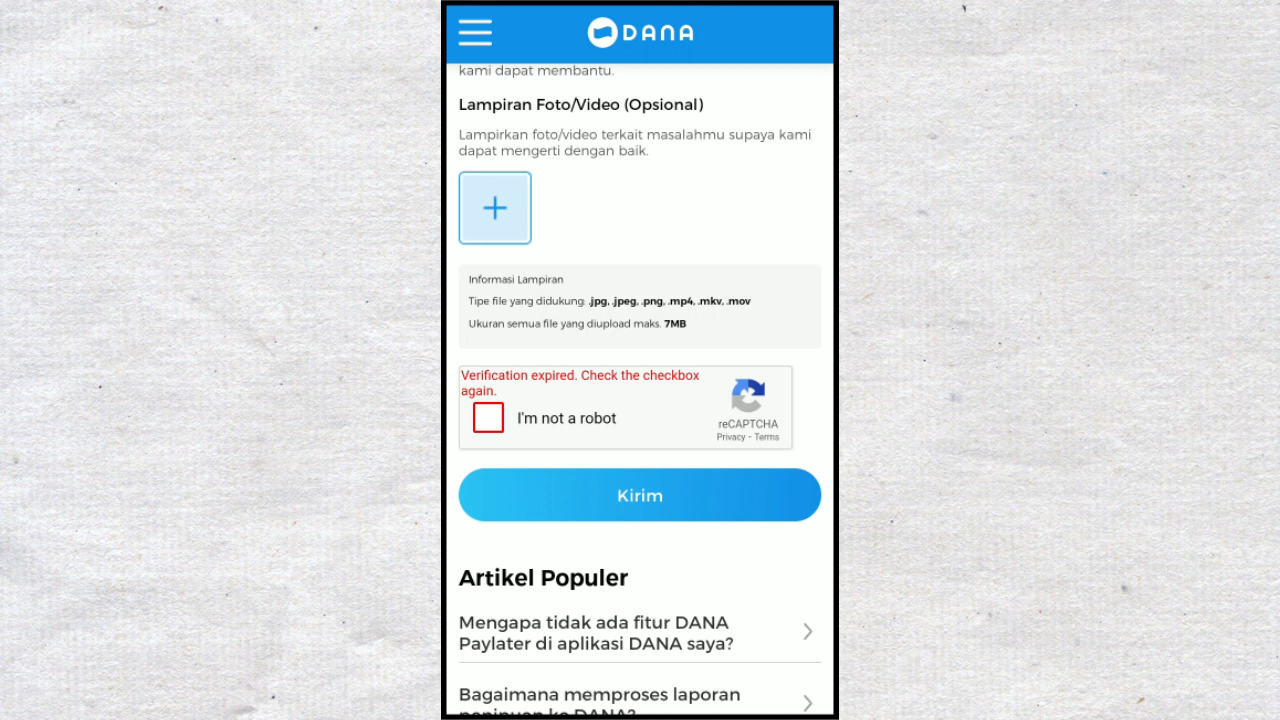 DANA
kami dapat membantu.
Lampiran Foto/Video (Opsional)
Lampirkan foto/video terkait masalahmu supaya kami
dapat mengerti dengan baik.
Informasi Lampiran
Tipe file yang didukung: .jpg, .jpeg, .png, .mp4, .mkv, .mov
Ukuran semua file yang diupload maks. 7MB
Verification expired. Check the checkbox
again.
I'm not a robot
reCAPTCHA
Privacy - Terms
Kirim
Artikel Populer
Mengapa tidak ada fitur DANA
Paylater di aplikasi DANA saya?
Bagaimana memproses laporan
penipuan ke DANA?